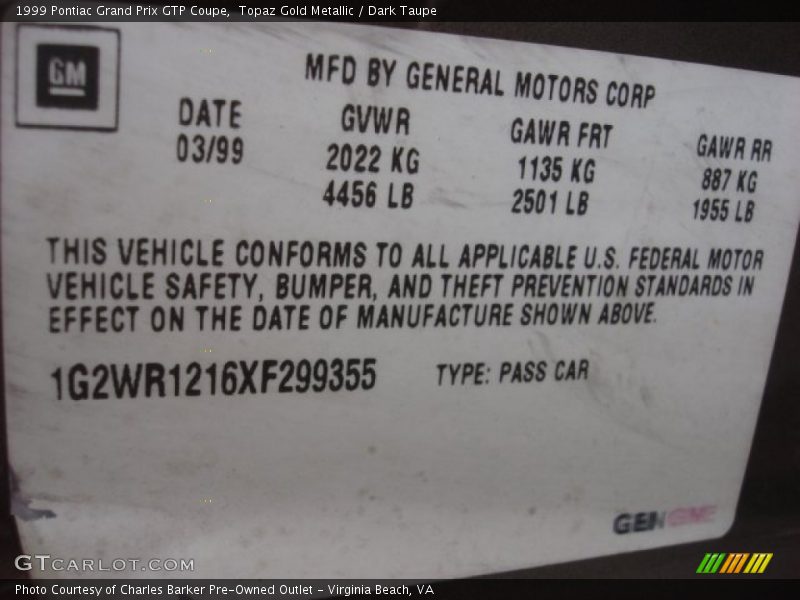 1999 Pontiac Grand Prix GTP Coupe, Topaz Gold Metallic / Dark Taupe
GM
MFD BY GENERAL MOTORS CORP
DATE GVWR GAWR FRT GAWR RR
03/99 2022 KG 1135 KG 887 KG
4456 LB 2501 LB 1955 LB
THIS VEHICLE CONFORMS TO ALL APPLICABLE U.S. FEDERAL MOTOR
VEHICLE SAFETY, BUMPER, AND THEFT PREVENTION STANDARDS IN
EFFECT ON THE DATE OF MANUFACTURE SHOWN ABOVE.
1G2WR1216XF299355 TYPE: PASS CAR
GTCARLOT.COM
Photo Courtesy of Charles Barker Pre-Owned Outlet - Virginia Beach, VA